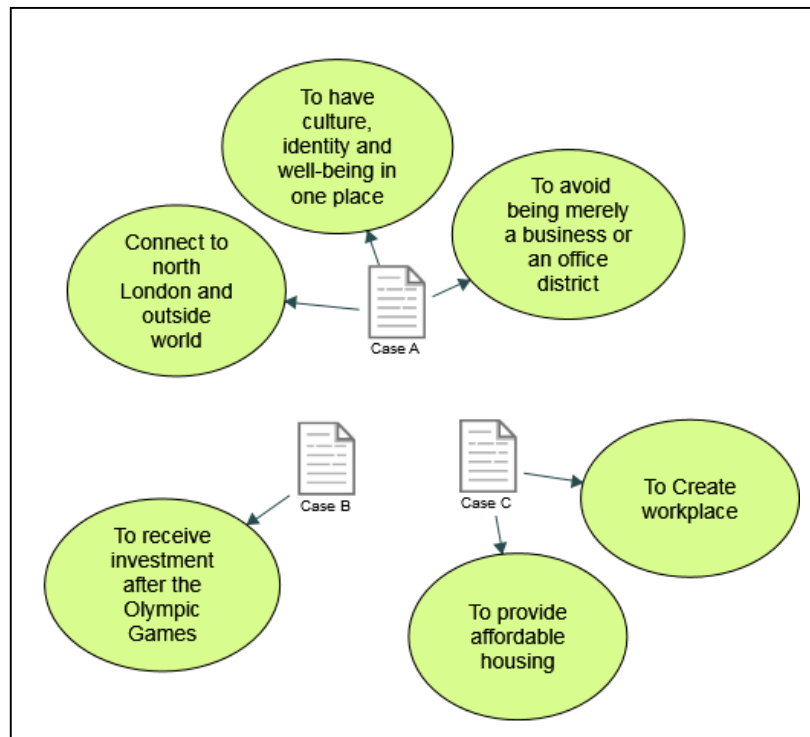 To have
culture,
identity and
well-being in
one place
To avoid
being merely
a business or
an office
district
Connect to
north
London and
outside
world
Case A
Case B
Case C
To Create
workplace
To receive
investment
after the
Olympic
Games
To provide
affordable
housing